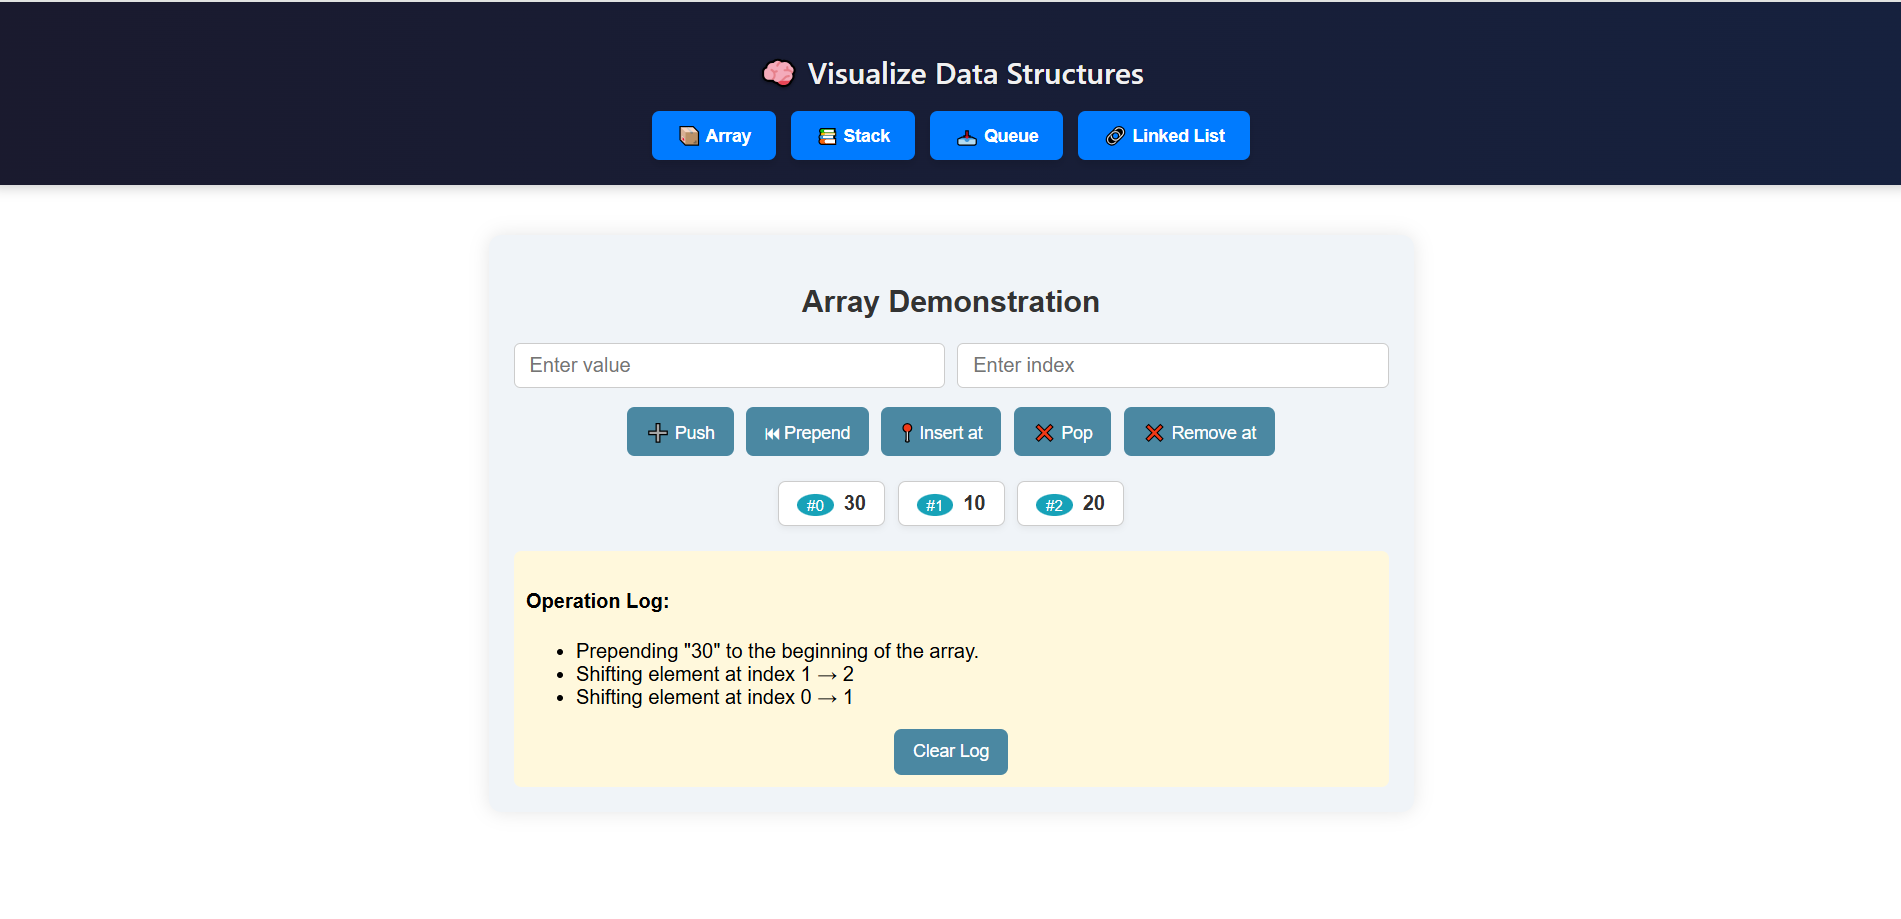 🧠 Visualize Data Structures
📦 Array 📚 Stack 📥 Queue 🔗 Linked List
Array Demonstration
Enter value Enter index
➕ Push ⏮ Prepend 📍 Insert at ❌ Pop ❌ Remove at
#0 30 #1 10 #2 20
Operation Log:
• Prepending "30" to the beginning of the array.
• Shifting element at index 1 → 2
• Shifting element at index 0 → 1
Clear Log